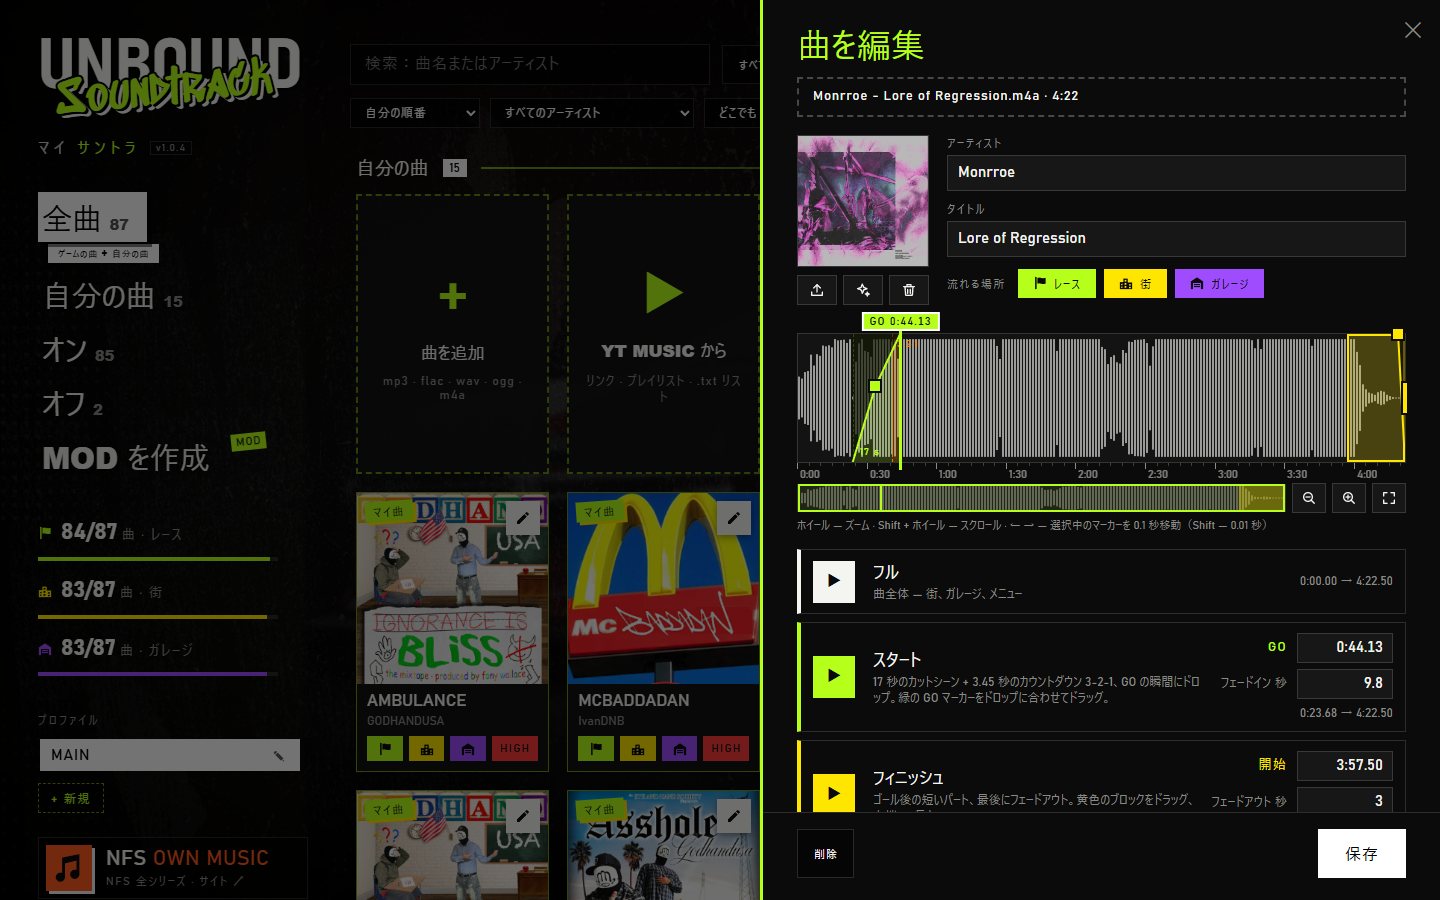 UNBOUND
SOUNDTRACK
マイ サントラ v1.0.4
全曲 87
ゲームの曲 + 自分の曲
自分の曲 15
オン 85
オフ 2
MOD を作成 MOD
84/87 曲 · レース
83/87 曲 · 街
83/87 曲 · ガレージ
プロファイル
MAIN
+ 新規
NFS OWN MUSIC
NFS 全シリーズ · サイト
検索：曲名またはアーティスト
すべ
自分の順番
すべてのアーティスト
どこでも
自分の曲 15
+
曲を追加
mp3 · flac · wav · ogg ·
m4a
YT MUSIC から
リンク · プレイリスト · .txt リス
ト
マイ曲
USA
IGNORANCE IS
BLiSS
the mixtape - produced by tony wallace
AMBULANCE
GODHANDUSA
HIGH
マイ曲
MC BADDADAN
MCBADDADAN
IvanDNB
HIGH
マイ曲
USA
マイ曲
Asshole
Godhandusa
曲を編集
Monrroe - Lore of Regression.m4a · 4:22
アーティスト
Monrroe
タイトル
Lore of Regression
流れる場所
レース
街
ガレージ
GO 0:44.13
17 s
0:00
0:30
1:00
1:30
2:00
2:30
3:00
3:30
4:00
ホイール — ズーム · Shift + ホイール — スクロール · ← → — 選択中のマーカーを 0.1 秒移動（Shift — 0.01 秒）
フル
曲全体 — 街、ガレージ、メニュー
0:00.00 → 4:22.50
スタート
17 秒のカットシーン + 3.45 秒のカウントダウン 3-2-1、GO の瞬間にドロ
ップ。緑の GO マーカーをドロップに合わせてドラッグ。
GO 0:44.13
フェードイン 秒 9.8
0:23.68 → 4:22.50
フィニッシュ
ゴール後の短いパート、最後にフェードアウト。黄色のブロックをドラッグ、
開始 3:57.50
フェードアウト 秒 3
削除
保存